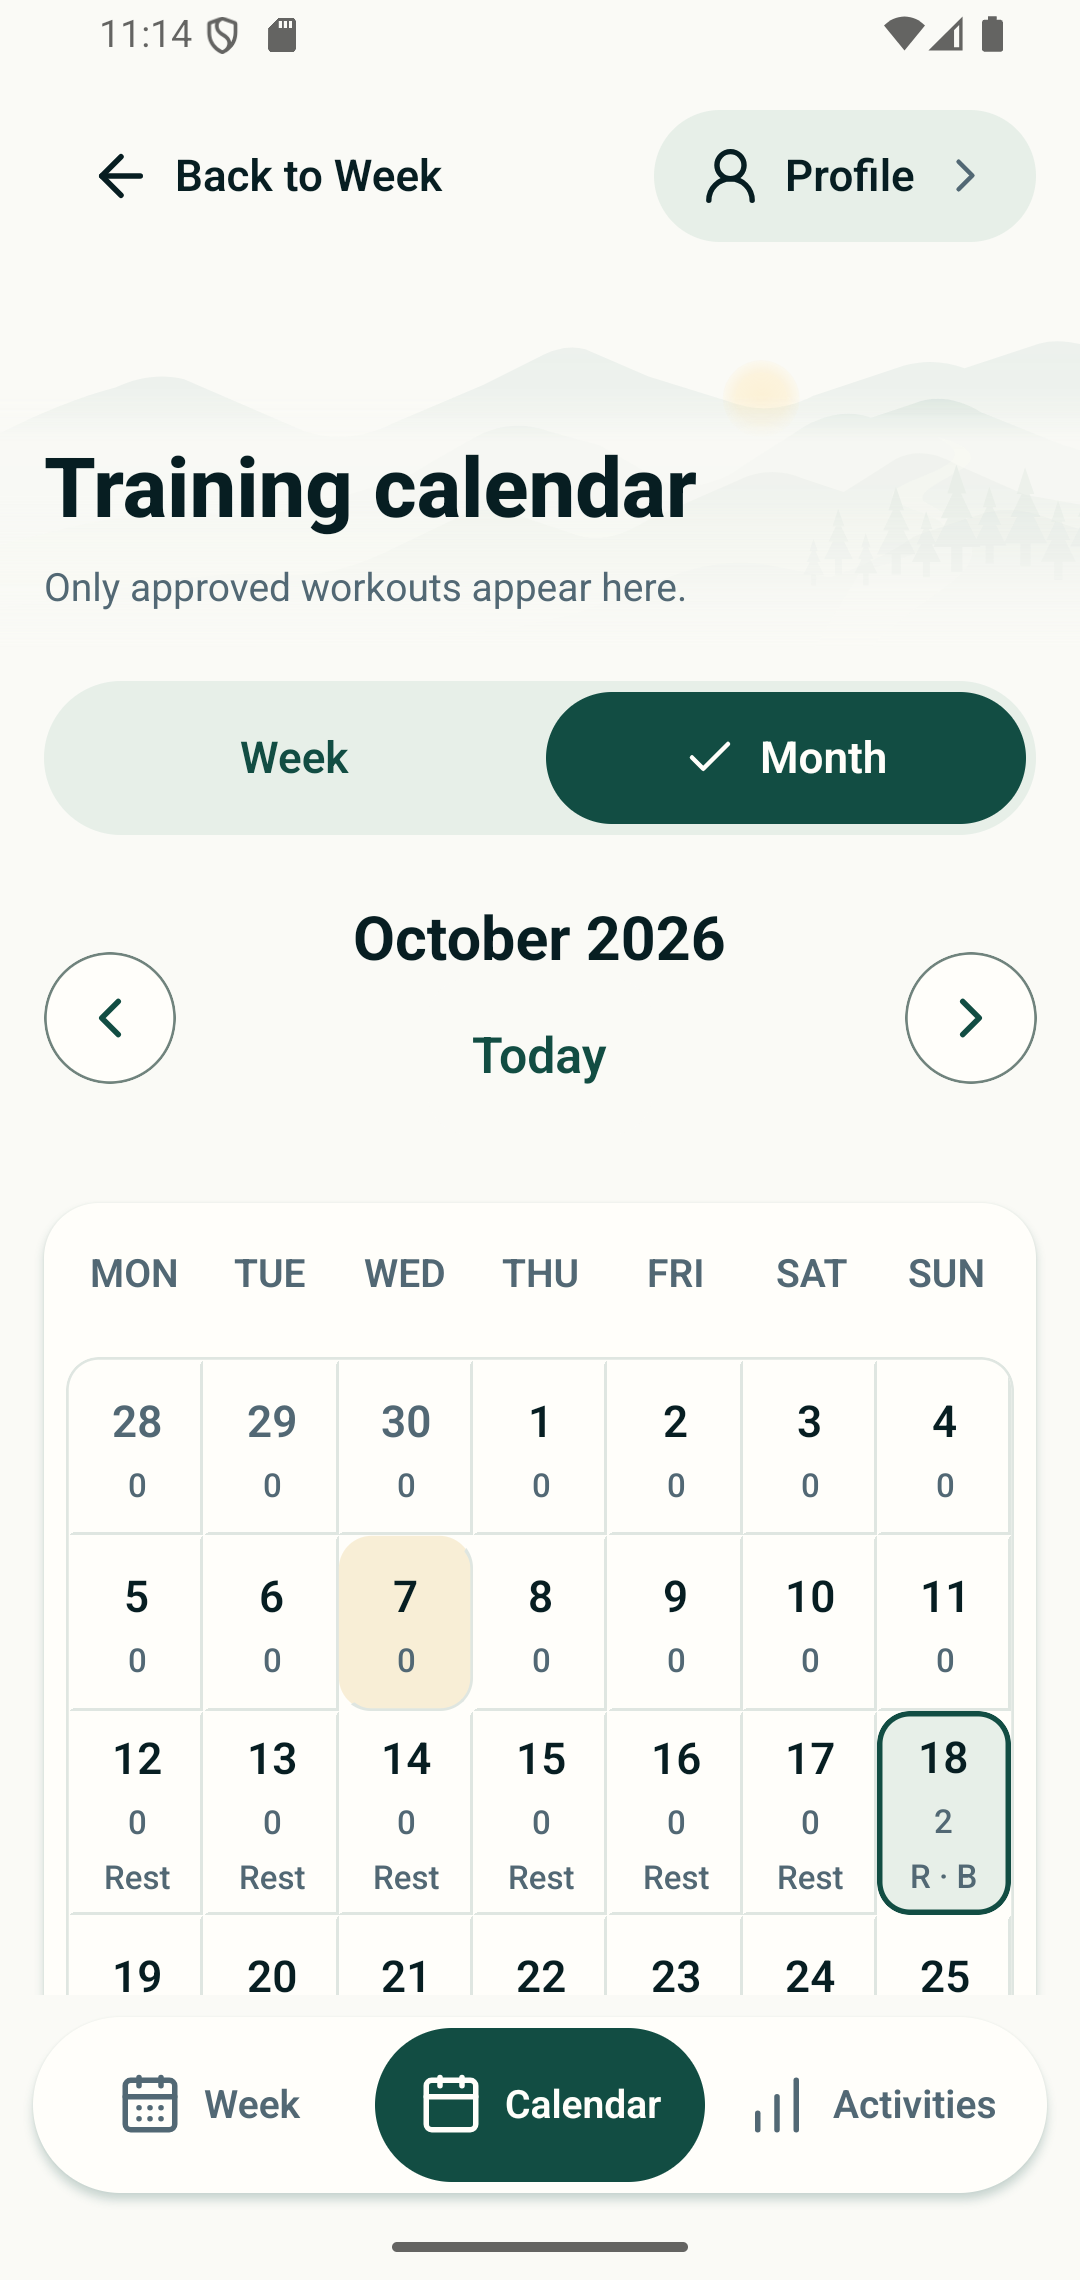 11:14
Back to Week
Profile
Training calendar
Only approved workouts appear here.
Week Month
October 2026
Today
MON TUE WED THU FRI SAT SUN
28 29 30 1 2 3 4
0 0 0 0 0 0 0
5 6 7 8 9 10 11
0 0 0 0 0 0 0
12 13 14 15 16 17 18
0 0 0 0 0 0 2
Rest Rest Rest Rest Rest Rest R · B
19 20 21 22 23 24 25
Week Calendar Activities